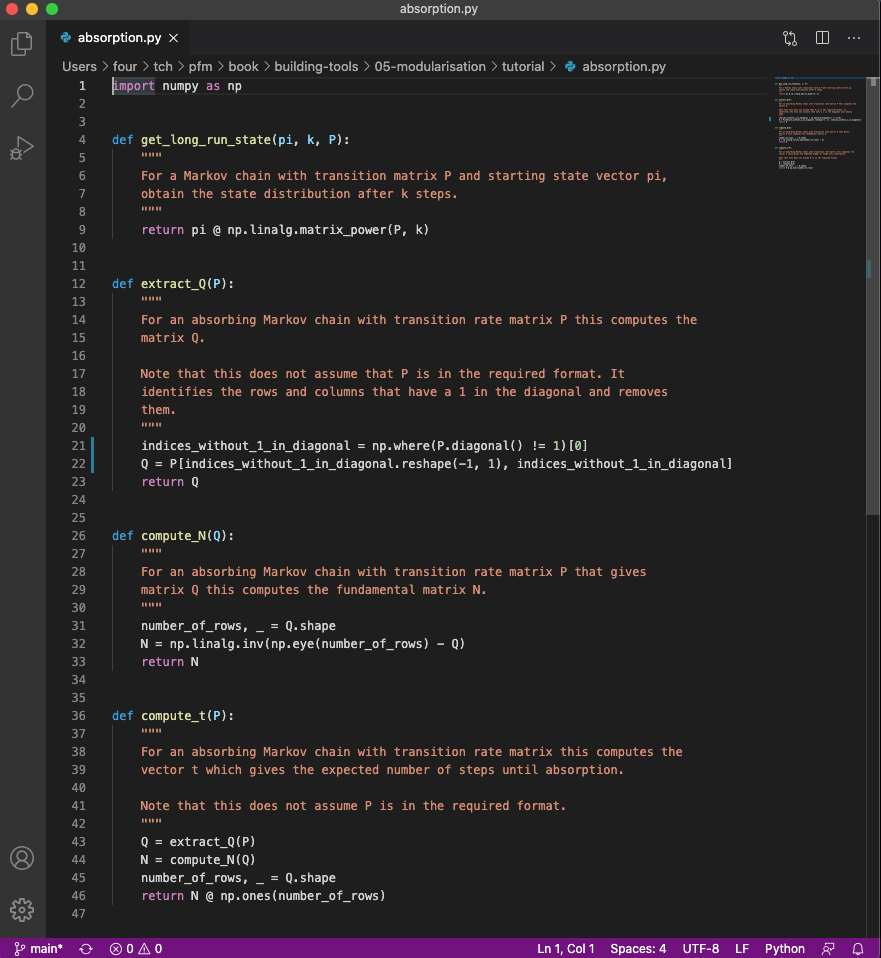 absorption.py
absorption.py
Users > four > tch > pfm > book > building-tools > 05-modularisation > tutorial > absorption.py
1 import numpy as np
2
3
4 def get_long_run_state(pi, k, P):
5     """
6     For a Markov chain with transition matrix P and starting state vector pi,
7     obtain the state distribution after k steps.
8     """
9     return pi @ np.linalg.matrix_power(P, k)
10
11
12 def extract_Q(P):
13     """
14     For an absorbing Markov chain with transition rate matrix P this computes the
15     matrix Q.
16
17     Note that this does not assume that P is in the required format. It
18     identifies the rows and columns that have a 1 in the diagonal and removes
19     them.
20     """
21     indices_without_1_in_diagonal = np.where(P.diagonal() != 1)[0]
22     Q = P[indices_without_1_in_diagonal.reshape(-1, 1), indices_without_1_in_diagonal]
23     return Q
24
25
26 def compute_N(Q):
27     """
28     For an absorbing Markov chain with transition rate matrix P that gives
29     matrix Q this computes the fundamental matrix N.
30     """
31     number_of_rows, _ = Q.shape
32     N = np.linalg.inv(np.eye(number_of_rows) - Q)
33     return N
34
35
36 def compute_t(P):
37     """
38     For an absorbing Markov chain with transition rate matrix this computes the
39     vector t which gives the expected number of steps until absorption.
40
41     Note that this does not assume P is in the required format.
42     """
43     Q = extract_Q(P)
44     N = compute_N(Q)
45     number_of_rows, _ = Q.shape
46     return N @ np.ones(number_of_rows)
47
main* 0 0 Ln 1, Col 1 Spaces: 4 UTF-8 LF Python